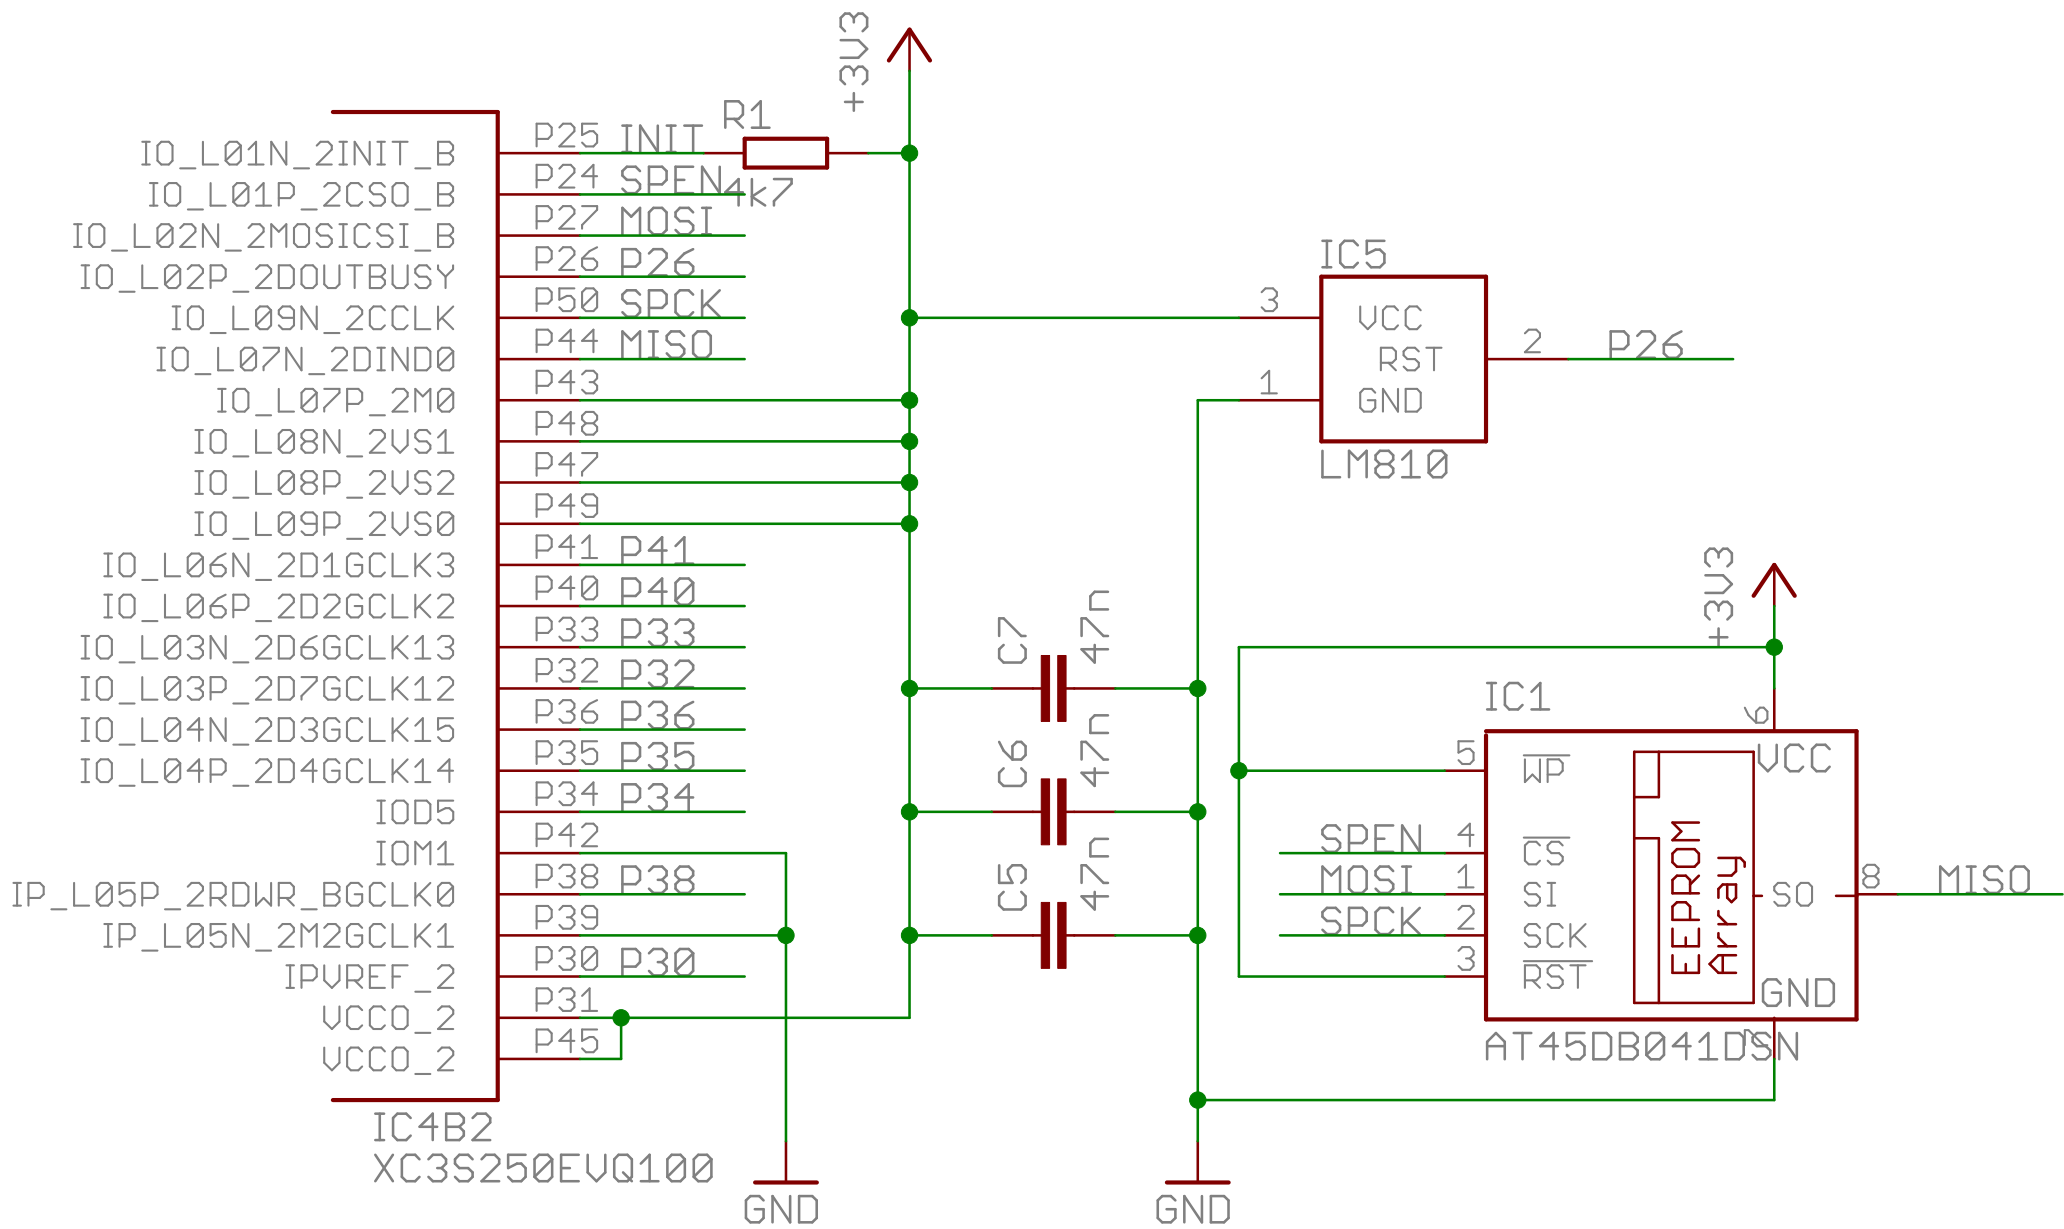 +3V3
IO_L01N_2INIT_B P25 INIT R1
IO_L01P_2CSO_B P24 SPEN 4k7
IO_L02N_2MOSICSI_B P27 MOSI
IO_L02P_2DOUTBUSY P26 P26
IO_L09N_2CCLK P50 SPCK
IO_L07N_2DIND0 P44 MISO
IO_L07P_2M0 P43
IO_L08N_2VS1 P48
IO_L08P_2VS2 P47
IO_L09P_2VS0 P49
IO_L06N_2D1GCLK3 P41 P41
IO_L06P_2D2GCLK2 P40 P40
IO_L03N_2D6GCLK13 P33 P33
IO_L03P_2D7GCLK12 P32 P32
IO_L04N_2D3GCLK15 P36 P36
IO_L04P_2D4GCLK14 P35 P35
IOD5 P34 P34
IOM1 P42
IP_L05P_2RDWR_BGCLK0 P38 P38
IP_L05N_2M2GCLK1 P39
IPVREF_2 P30 P30
VCCO_2 P31
VCCO_2 P45
IC4B2
XC3S250EVQ100
GND
C7 47n
C6 47n
C5 47n
GND
IC5
3 VCC
RST 2 P26
1 GND
LM810
+3V3
IC1
6
VCC
5 WP
SPEN 4 CS
MOSI 1 SI
SPCK 2 SCK
3 RST
EEPROM
Array
SO 8 MISO
GND
7
AT45DB041DSN